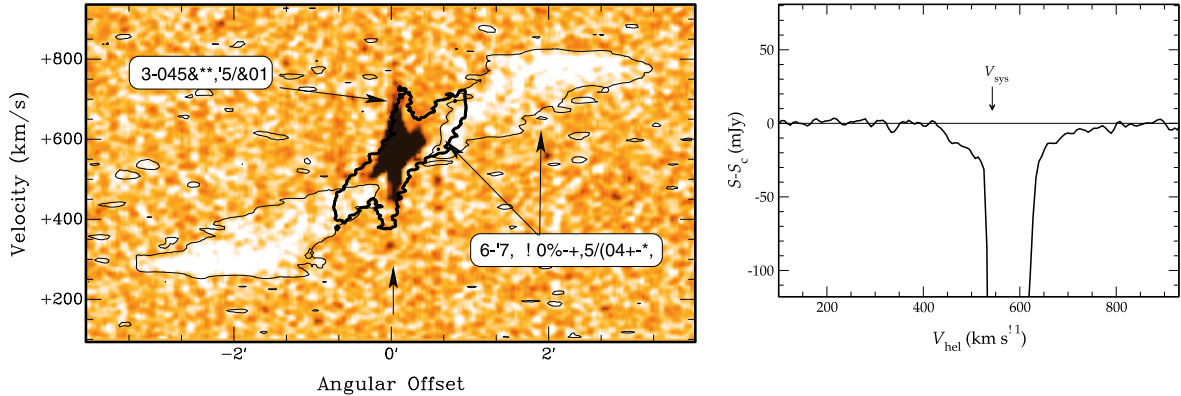 +800
+600
+400
+200
Velocity (km/s)
3-045&**,'5/&01
6-'7, ! 0%-+,5/(04+-*,
−2'
0'
2'
Angular Offset
50
0
-50
-100
S-Sc (mJy)
Vsys
200
400
600
800
Vhel (km s! 1)